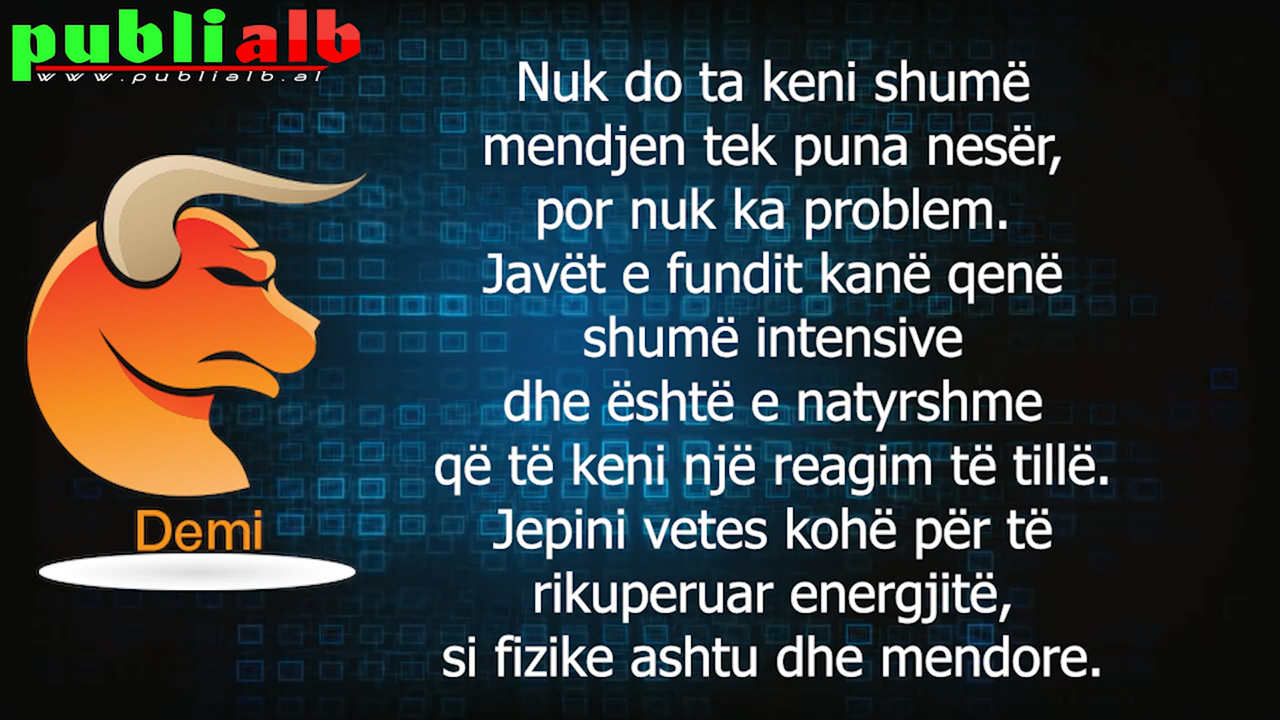 publialb
www.publialb.al
Nuk do ta keni shumë
mendjen tek puna nesër,
por nuk ka problem.
Javët e fundit kanë qenë
shumë intensive
dhe është e natyrshme
që të keni një reagim të tillë.
Jepini vetes kohë për të
rikuperuar energjitë,
si fizike ashtu dhe mendore.
Demi